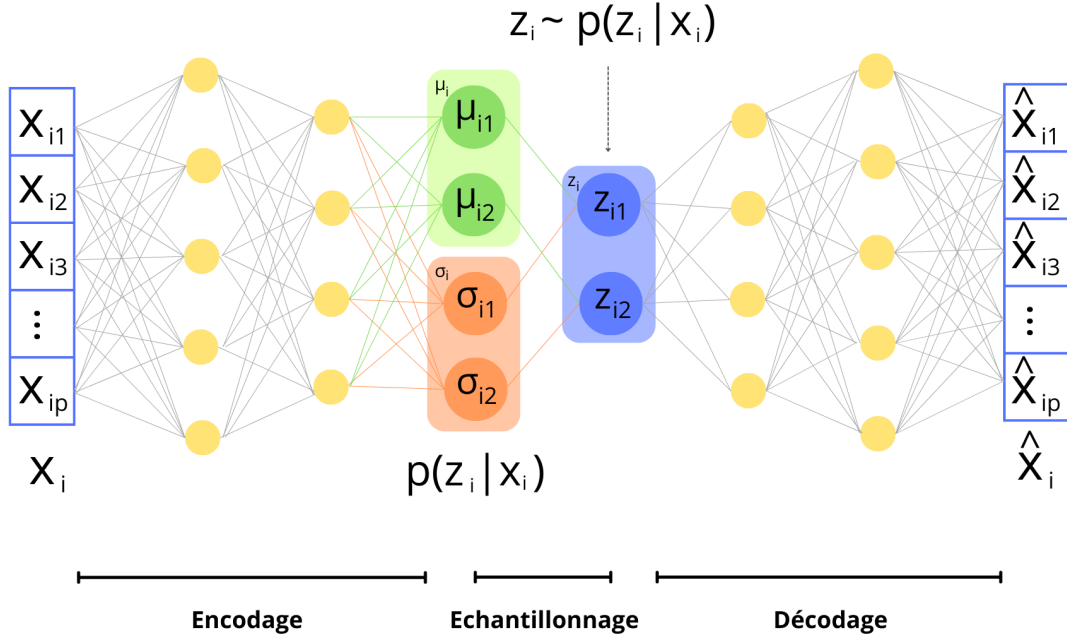 zᵢ ~ p(zᵢ|xᵢ)
xᵢ₁
xᵢ₂
xᵢ₃
...
xᵢₚ
xᵢ
μᵢ
μᵢ₁
μᵢ₂
σᵢ
σᵢ₁
σᵢ₂
p(zᵢ|xᵢ)
zᵢ
zᵢ₁
zᵢ₂
x̂ᵢ₁
x̂ᵢ₂
x̂ᵢ₃
...
x̂ᵢₚ
x̂ᵢ
Encodage
Echantillonnage
Décodage